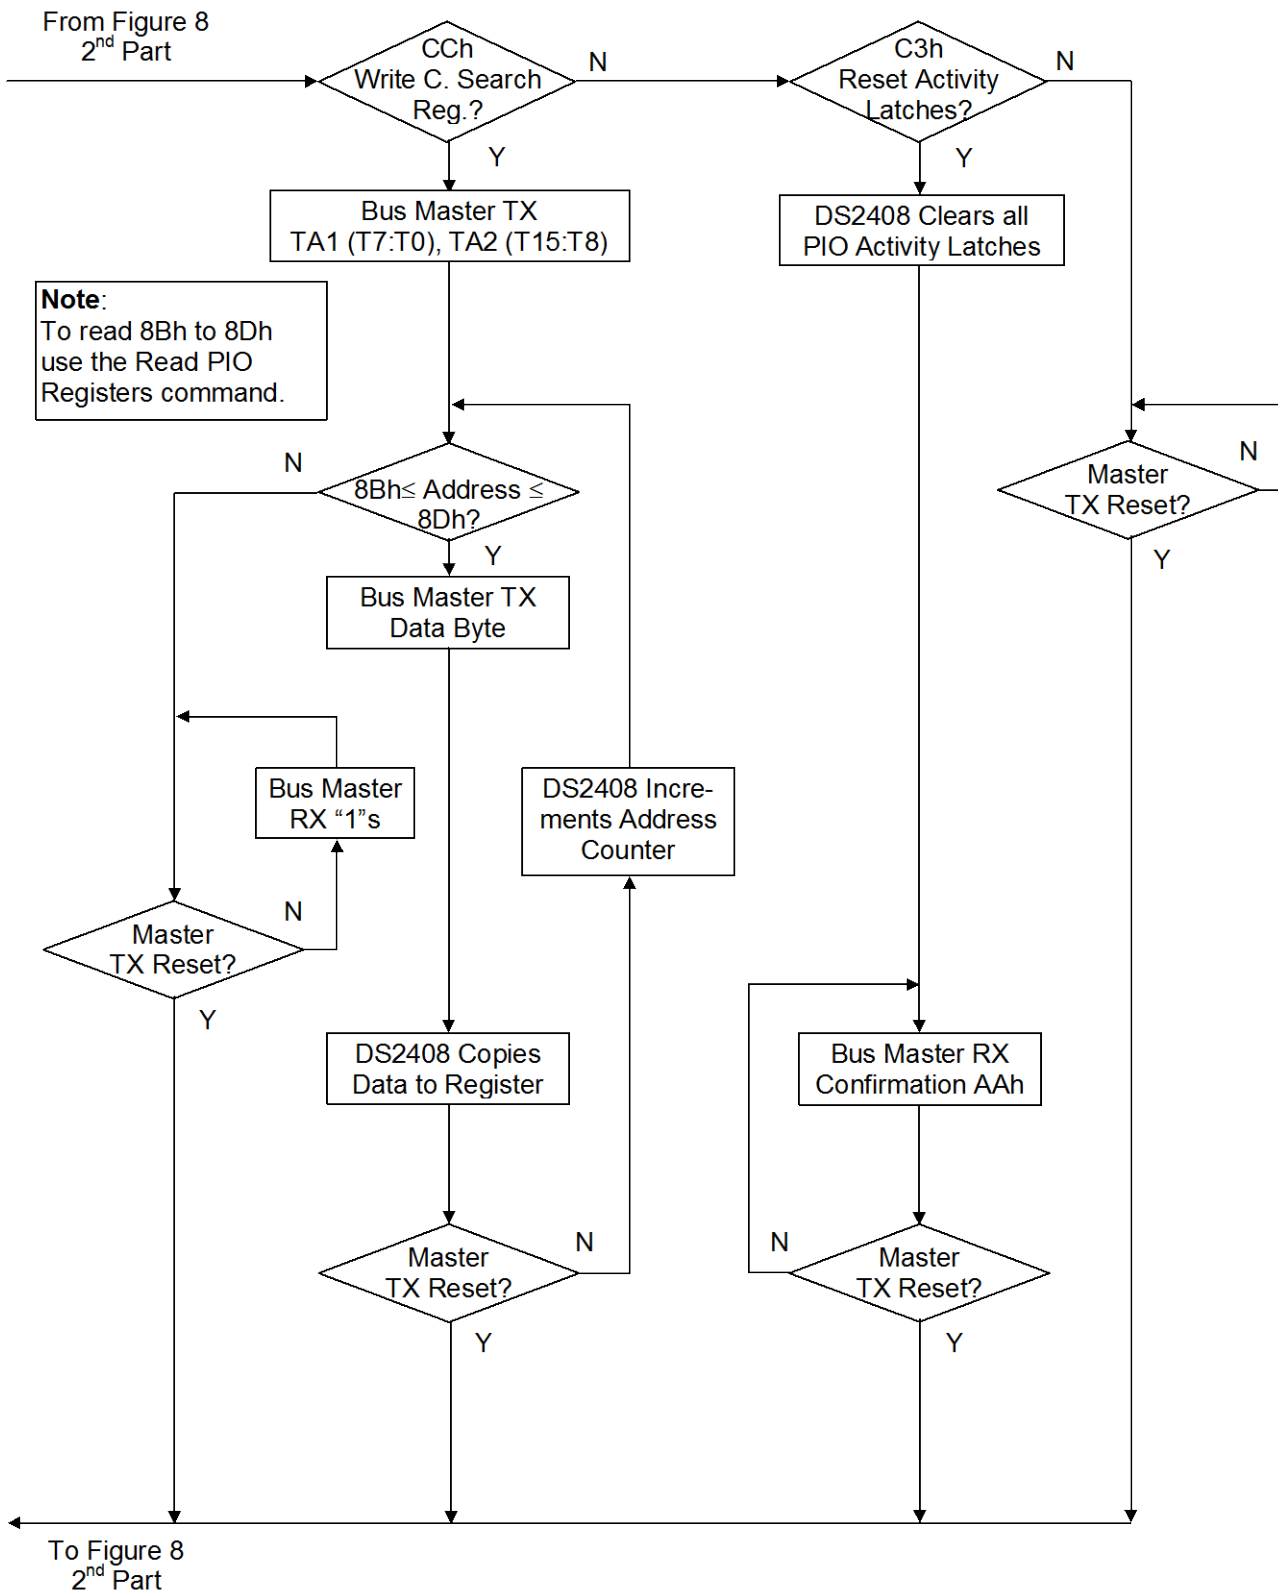 From Figure 8
2nd Part
CCh
Write C. Search
Reg.?
N
C3h
Reset Activity
Latches?
N
Y
Y
Bus Master TX
TA1 (T7:T0), TA2 (T15:T8)
DS2408 Clears all
PIO Activity Latches
Note:
To read 8Bh to 8Dh
use the Read PIO
Registers command.
N
8Bh≤ Address ≤
8Dh?
Y
Master
TX Reset?
N
Y
Bus Master TX
Data Byte
Bus Master
RX “1”s
DS2408 Incre-
ments Address
Counter
Master
TX Reset?
N
Y
DS2408 Copies
Data to Register
Bus Master RX
Confirmation AAh
Master
TX Reset?
N
Y
N
Master
TX Reset?
Y
To Figure 8
2nd Part